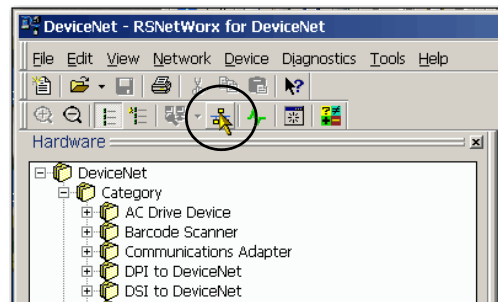 DeviceNet - RSNetWorx for DeviceNet
File Edit View Network Device Diagnostics Tools Help
Hardware
DeviceNet
Category
AC Drive Device
Barcode Scanner
Communications Adapter
DPI to DeviceNet
DSI to DeviceNet